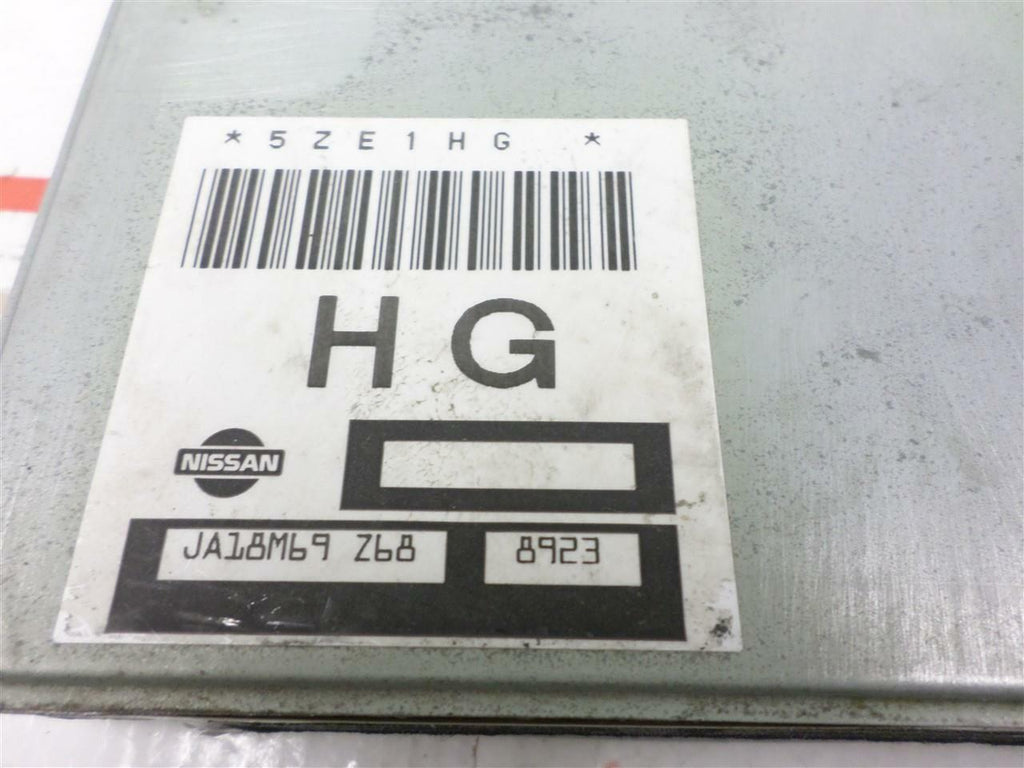 *5ZE1HG *
HG
NISSAN
JA18M69 Z68 8923